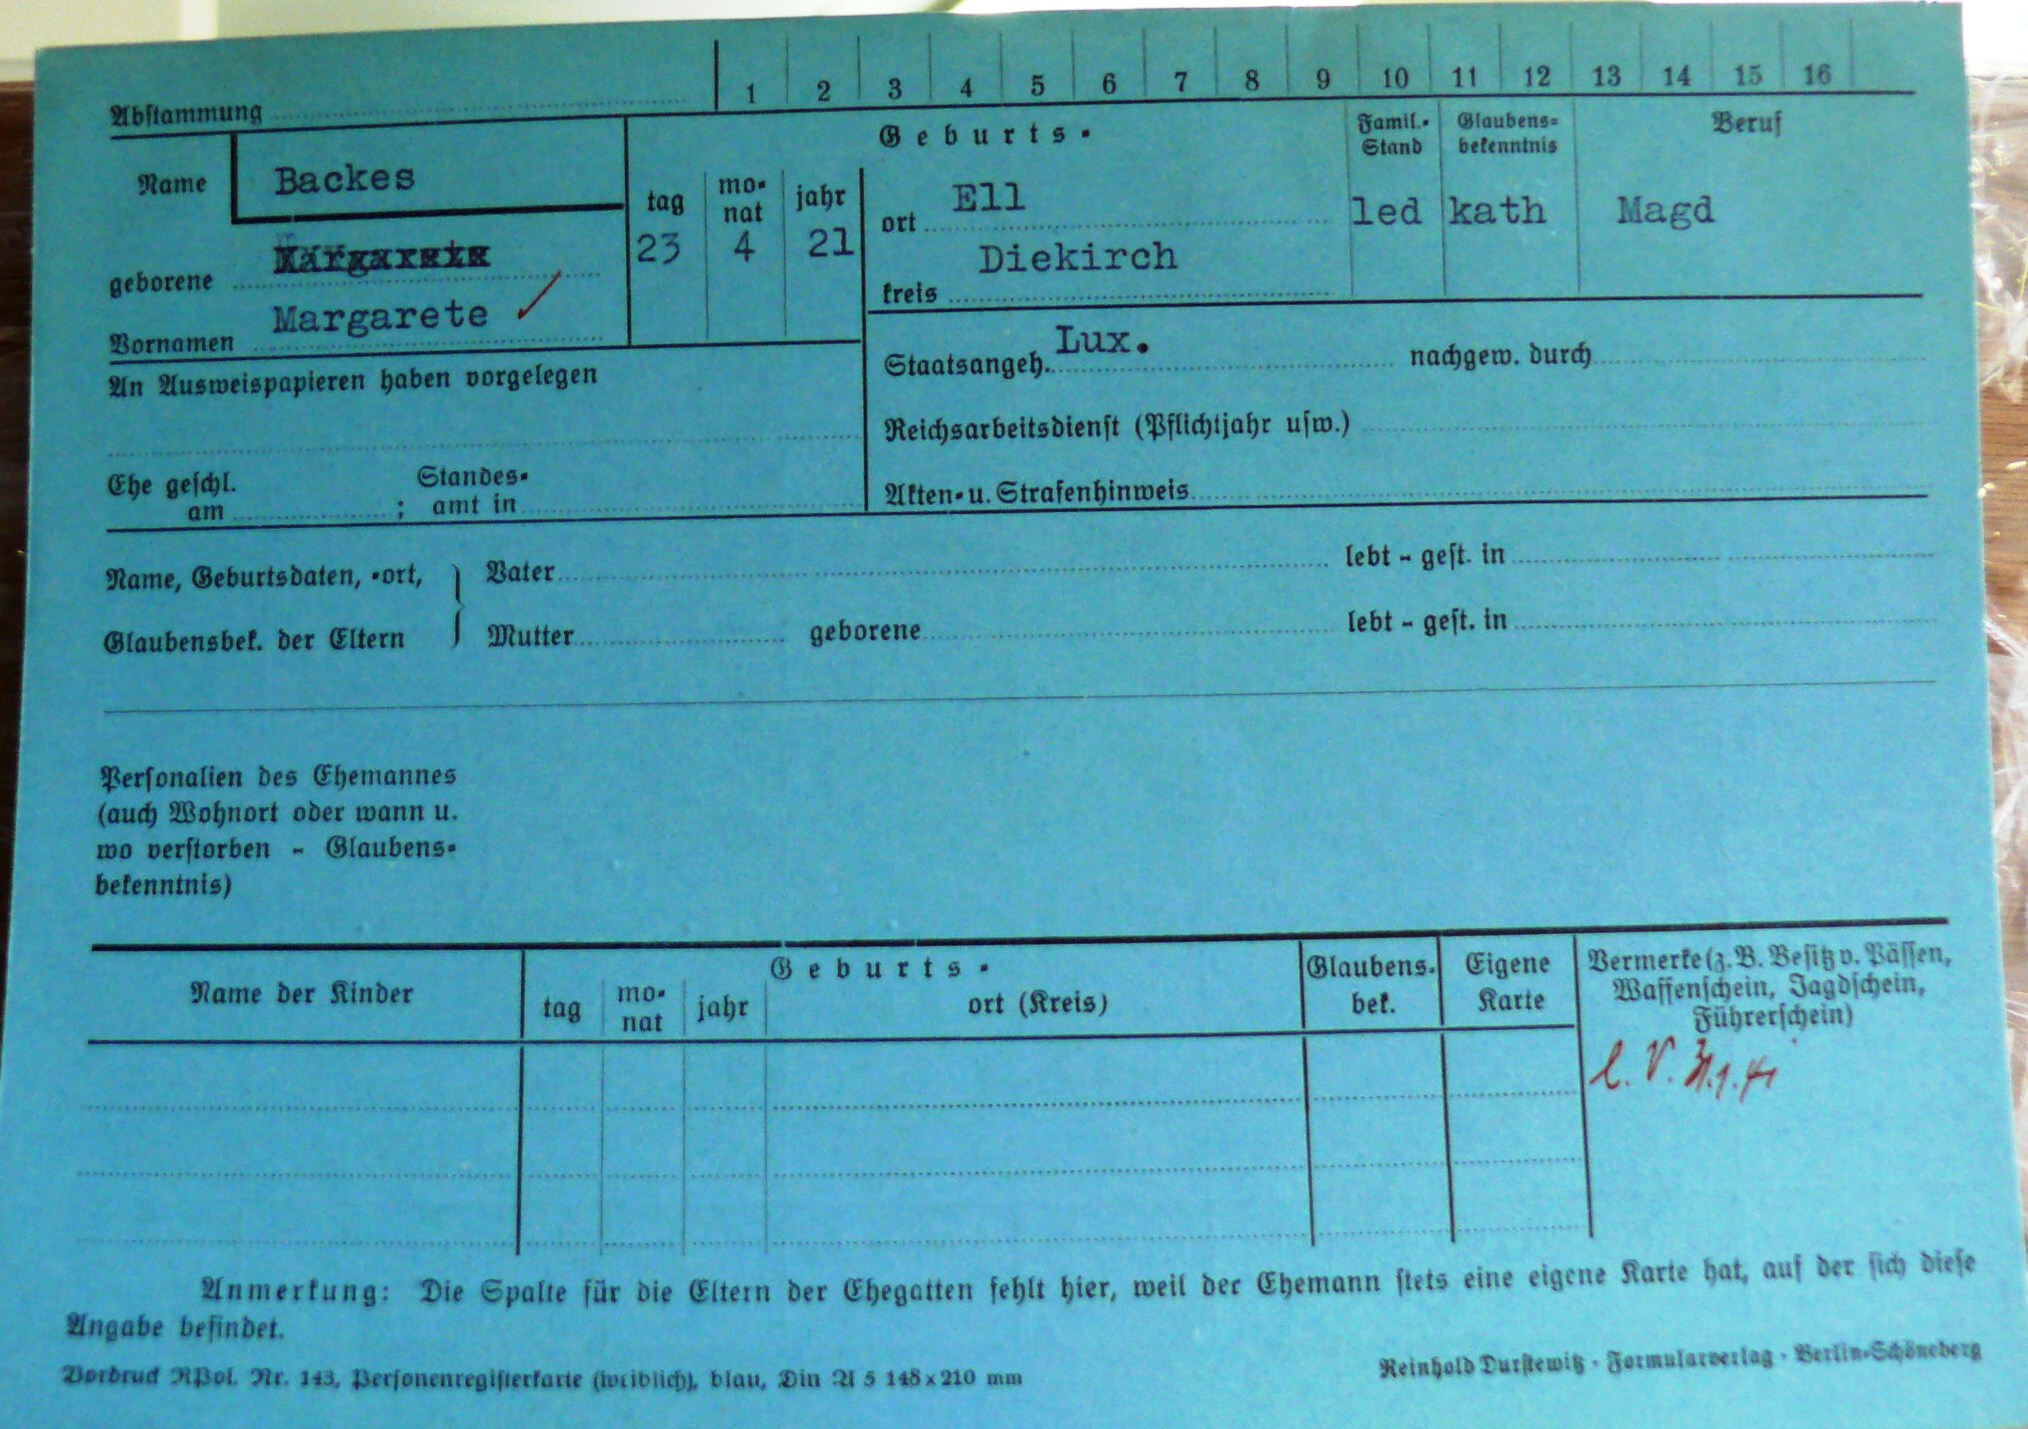 1 2 3 4 5 6 7 8 9 10 11 12 13 14 15 16
Abstammung
Geburts-
Famil.-Stand
Glaubens=bekenntnis
Beruf
Name Backes
tag 23
mo-nat 4
jahr 21
ort Ell
led
kath
Magd
geborene Margarete
kreis Diekirch
Vornamen Margarete
Staatsangeh. Lux. nachgew. durch
An Ausweispapieren haben vorgelegen
Reichsarbeitsdienst (Pflichtjahr usw.)
Ehe geschl. am ; Standes-amt in
Akten- u. Strafenhinweis
Name, Geburtsdaten, -ort,
Glaubensbek. der Eltern
Vater lebt - gest. in
Mutter geborene lebt - gest. in
Personalien des Ehemannes
(auch Wohnort oder wann u.
wo verstorben - Glaubens-
bekenntnis)
Name der Kinder
Geburts-
tag
mo-nat
jahr
ort (Kreis)
Glaubens-bek.
Eigene Karte
Vermerke (z. B. Besitz v. Pässen,
Waffenschein, Jagdschein,
Führerschein)
Anmerkung: Die Spalte für die Eltern der Ehegatten fehlt hier, weil der Ehemann stets eine eigene Karte hat, auf der sich diese
Angabe befindet.
Vordruck RPol. Nr. 143, Personenregisterkarte (weiblich), blau, Din A 5 148 x 210 mm
Reinhold Durstewitz · Formularverlag · Berlin-Schöneberg